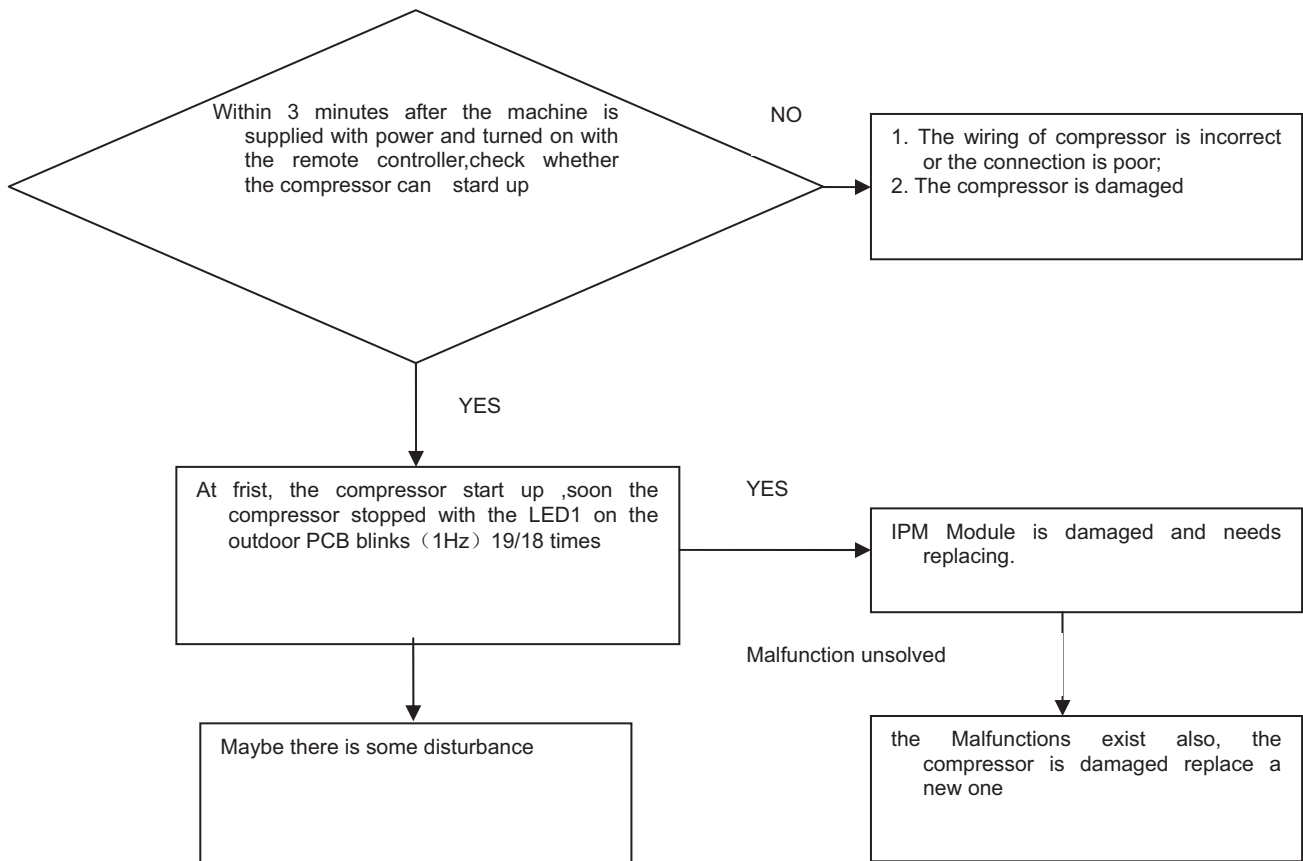 Within 3 minutes after the machine is
supplied with power and turned on with
the remote controller,check whether
the compressor can stard up
NO
1. The wiring of compressor is incorrect
or the connection is poor;
2. The compressor is damaged
YES
At frist, the compressor start up ,soon the
compressor stopped with the LED1 on the
outdoor PCB blinks（1Hz）19/18 times
YES
IPM Module is damaged and needs
replacing.
Malfunction unsolved
Maybe there is some disturbance
the Malfunctions exist also, the
compressor is damaged replace a
new one